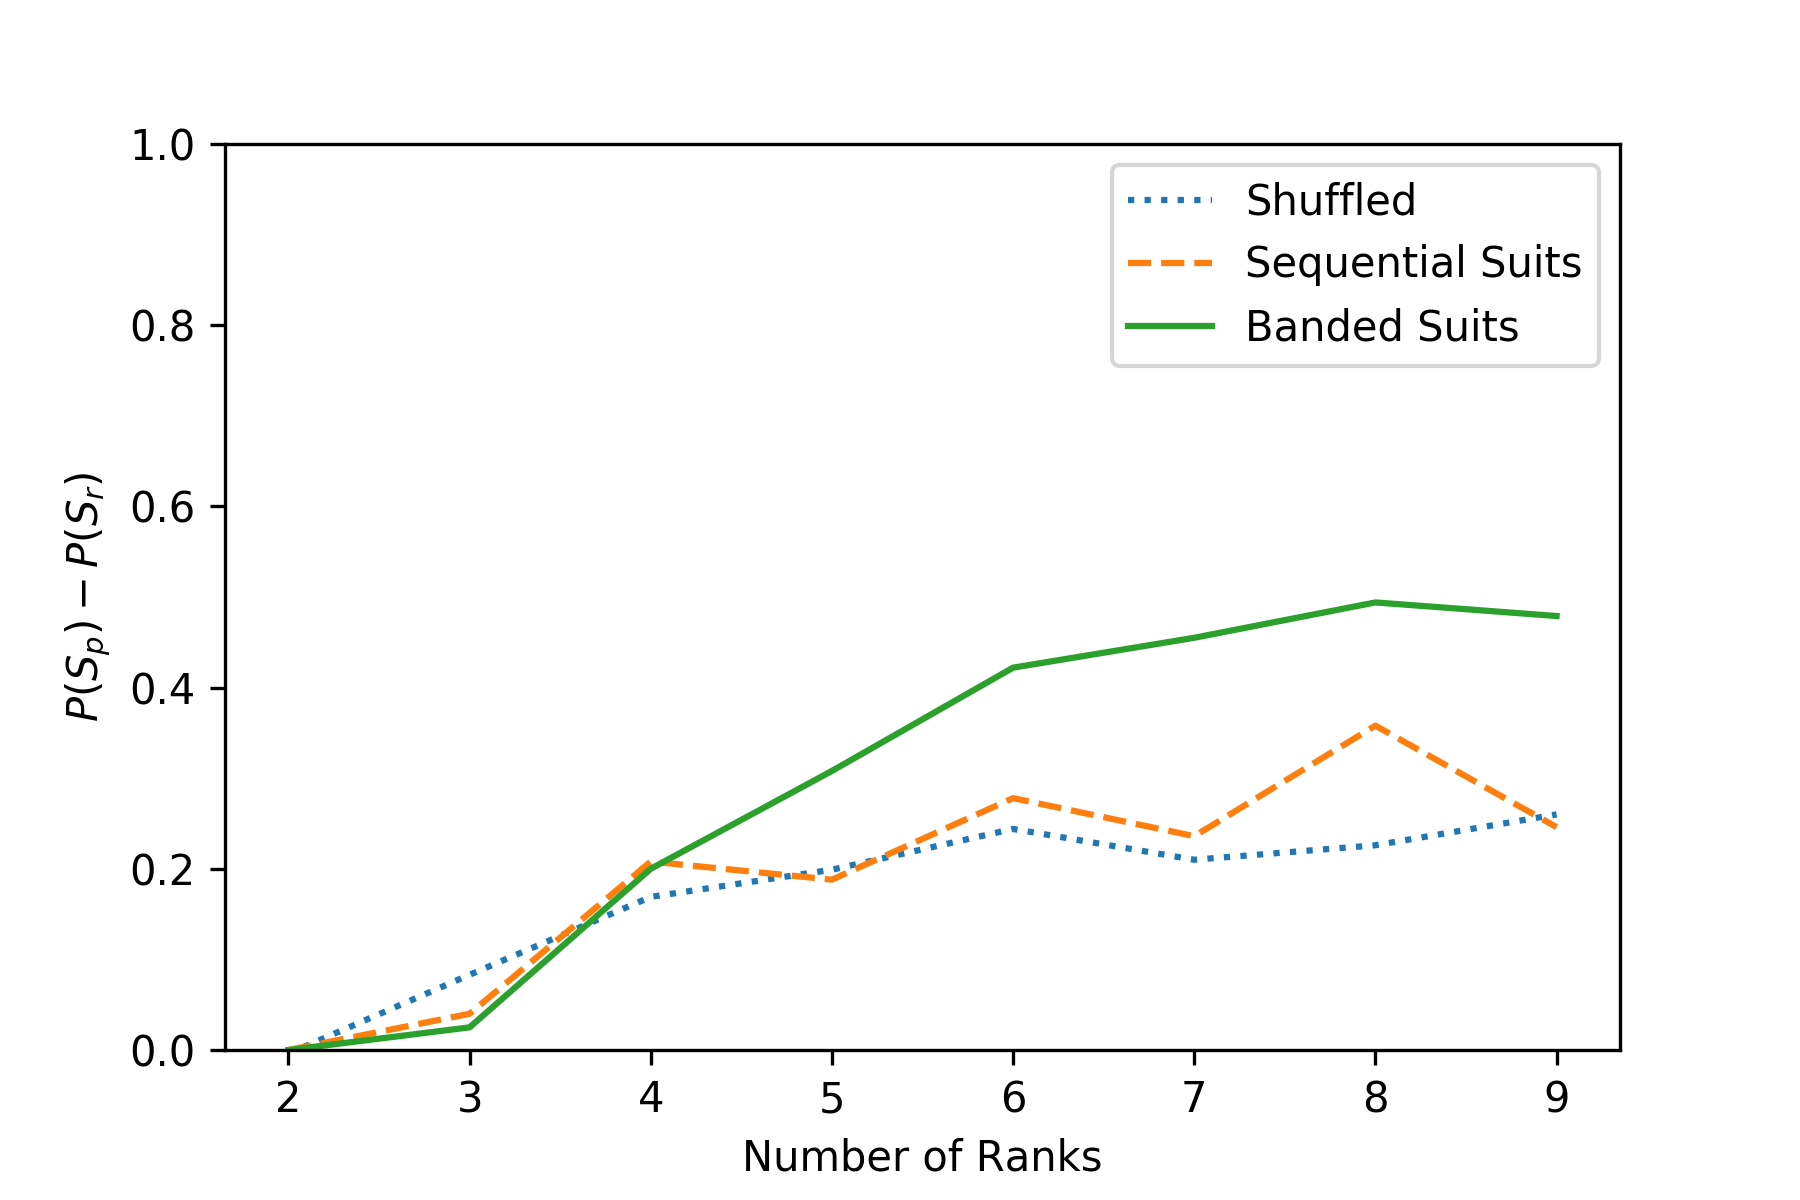 1.0
0.8
0.6
0.4
0.2
0.0
P(S_p) − P(S_r)
Shuffled
Sequential Suits
Banded Suits
2 3 4 5 6 7 8 9
Number of Ranks